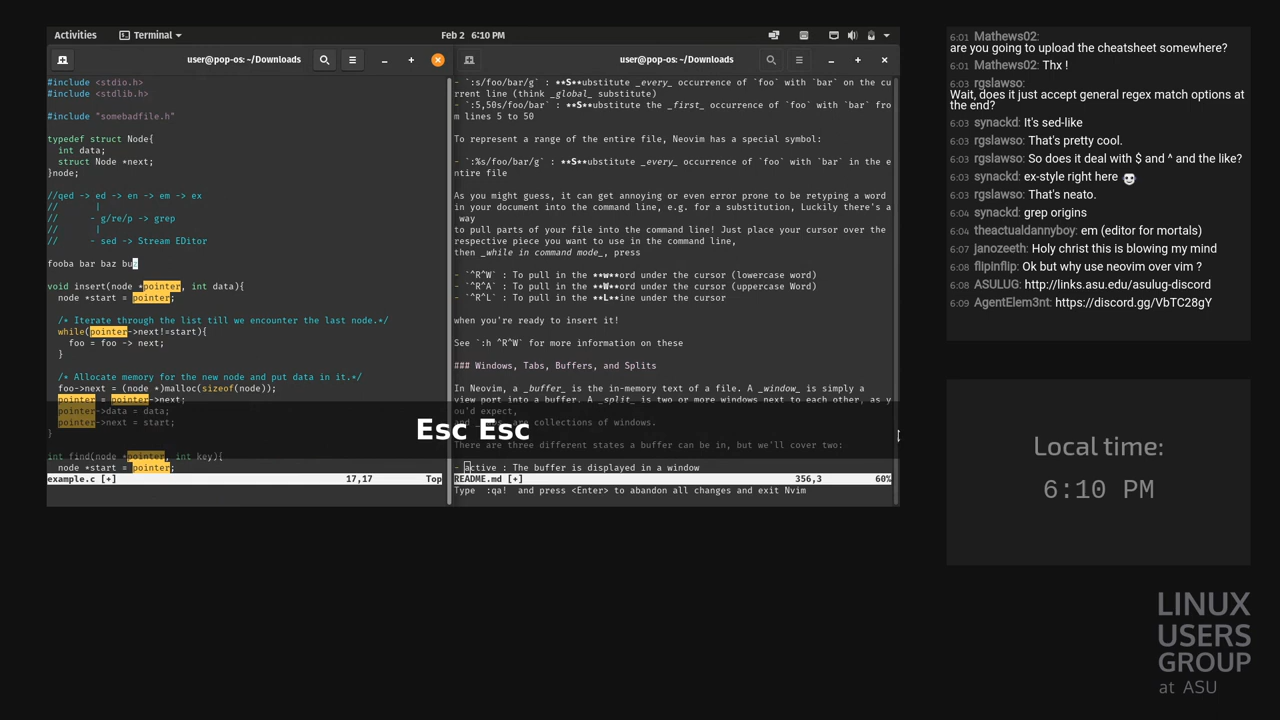 Activities
Terminal
Feb 2 6:10 PM
user@pop-os: ~/Downloads
#include <stdio.h>
#include <stdlib.h>
#include "somebadfile.h"
typedef struct Node{
int data;
struct Node *next;
}node;
//qed -> ed -> en -> em -> ex
// |
// - g/re/p -> grep
// |
// - sed -> Stream EDitor
fooba bar baz buz
void insert(node *pointer, int data){
node *start = pointer;
/* Iterate through the list till we encounter the last node.*/
while(pointer->next!=start){
foo = foo -> next;
}
/* Allocate memory for the new node and put data in it.*/
foo->next = (node *)malloc(sizeof(node));
pointer = pointer->next;
pointer->data = data;
pointer->next = start;
}
int find(node *pointer, int key){
node *start = pointer;
example.c [+] 17,17 Top
user@pop-os: ~/Downloads
- `:s/foo/bar/g` : **S**ubstitute _every_ occurrence of `foo` with `bar` on the cu
rrent line (think _global_ substitute)
- `:5,50s/foo/bar` : **S**ubstitute the _first_ occurrence of `foo` with `bar` fro
m lines 5 to 50
To represent a range of the entire file, Neovim has a special symbol:
- `:%s/foo/bar/g` : **S**ubstitute _every_ occurrence of `foo` with `bar` in the e
ntire file
As you might guess, it can get annoying or even error prone to be retyping a word
in your document into the command line, e.g. for a substitution, Luckily there's a
way
to pull parts of your file into the command line! Just place your cursor over the
respective piece you want to use in the command line,
then _while in command mode_, press
- `^R^W` : To pull in the **w**ord under the cursor (lowercase Word)
- `^R^A` : To pull in the **W**ord under the cursor (uppercase Word)
- `^R^L` : To pull in the **L**ine under the cursor
when you're ready to insert it!
See `:h ^R^W` for more information on these
### Windows, Tabs, Buffers, and Splits
In Neovim, a _buffer_ is the in-memory text of a file. A _window_ is simply a
view port into a buffer. A _split_ is two or more windows next to each other, as y
ou'd expect,
and are collections of windows.
There are three different states a buffer can be in, but we'll cover two:
- active : The buffer is displayed in a window
README.md [+] 356,3 60%
Type :qa! and press <Enter> to abandon all changes and exit Nvim
Esc Esc
6:01 Mathews02:
are you going to upload the cheatsheet somewhere?
6:01 Mathews02: Thx !
6:03 rgslawso:
Wait, does it just accept general regex match options at
the end?
6:03 synackd: It's sed-like
6:03 rgslawso: That's pretty cool.
6:03 rgslawso: So does it deal with $ and ^ and the like?
6:03 synackd: ex-style right here
6:03 rgslawso: That's neato.
6:04 synackd: grep origins
6:04 theactualdannyboy: em (editor for mortals)
6:07 janozeeth: Holy christ this is blowing my mind
6:08 flipinflip: Ok but why use neovim over vim ?
6:08 ASULUG: http://links.asu.edu/asulug-discord
6:09 AgentElem3nt: https://discord.gg/VbTC28gY
Local time:
6:10 PM
LINUX
USERS
GROUP
at ASU